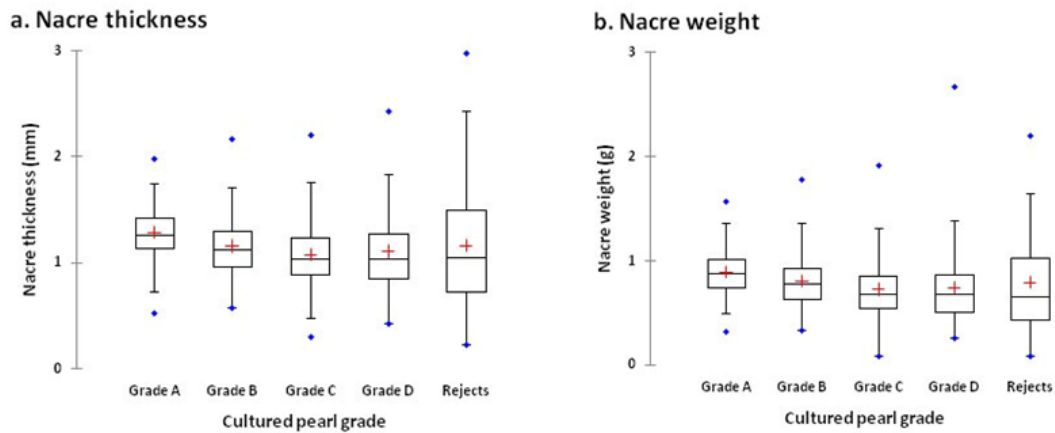 a. Nacre thickness
3
2
1
0
Nacre thickness (mm)
Grade A Grade B Grade C Grade D Rejects
Cultured pearl grade
b. Nacre weight
3
2
1
0
Nacre weight (g)
Grade A Grade B Grade C Grade D Rejects
Cultured pearl grade